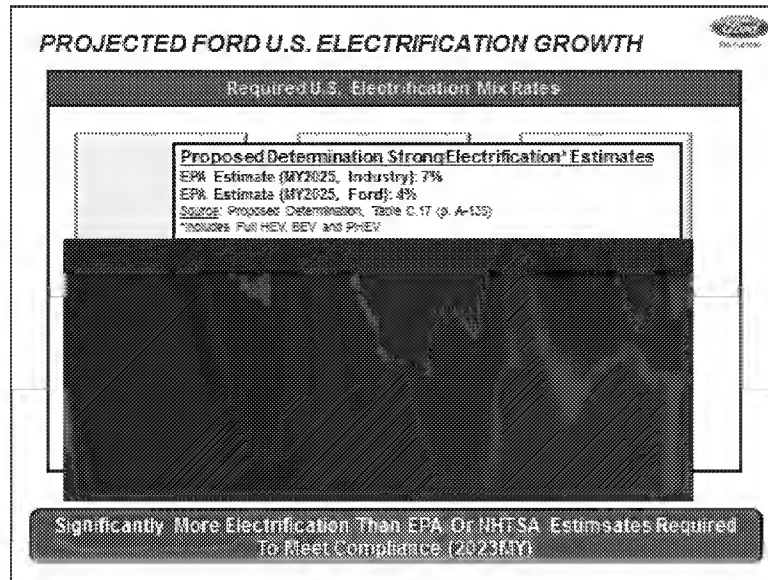 PROJECTED FORD U.S. ELECTRIFICATION GROWTH
Required U.S. Electrification Mix Rates
Proposed Determination Strong Electrification* Estimates
EPA Estimate (MY2025, Industry): 7%
EPA Estimate (MY2025, Ford): 4%
Source: Proposed Determination, Table C.17 (p. A-135)
*Includes Full HEV, BEV and PHEV
Significantly More Electrification Than EPA Or NHTSA Estimsates Required
To Meet Compliance (2023MY)